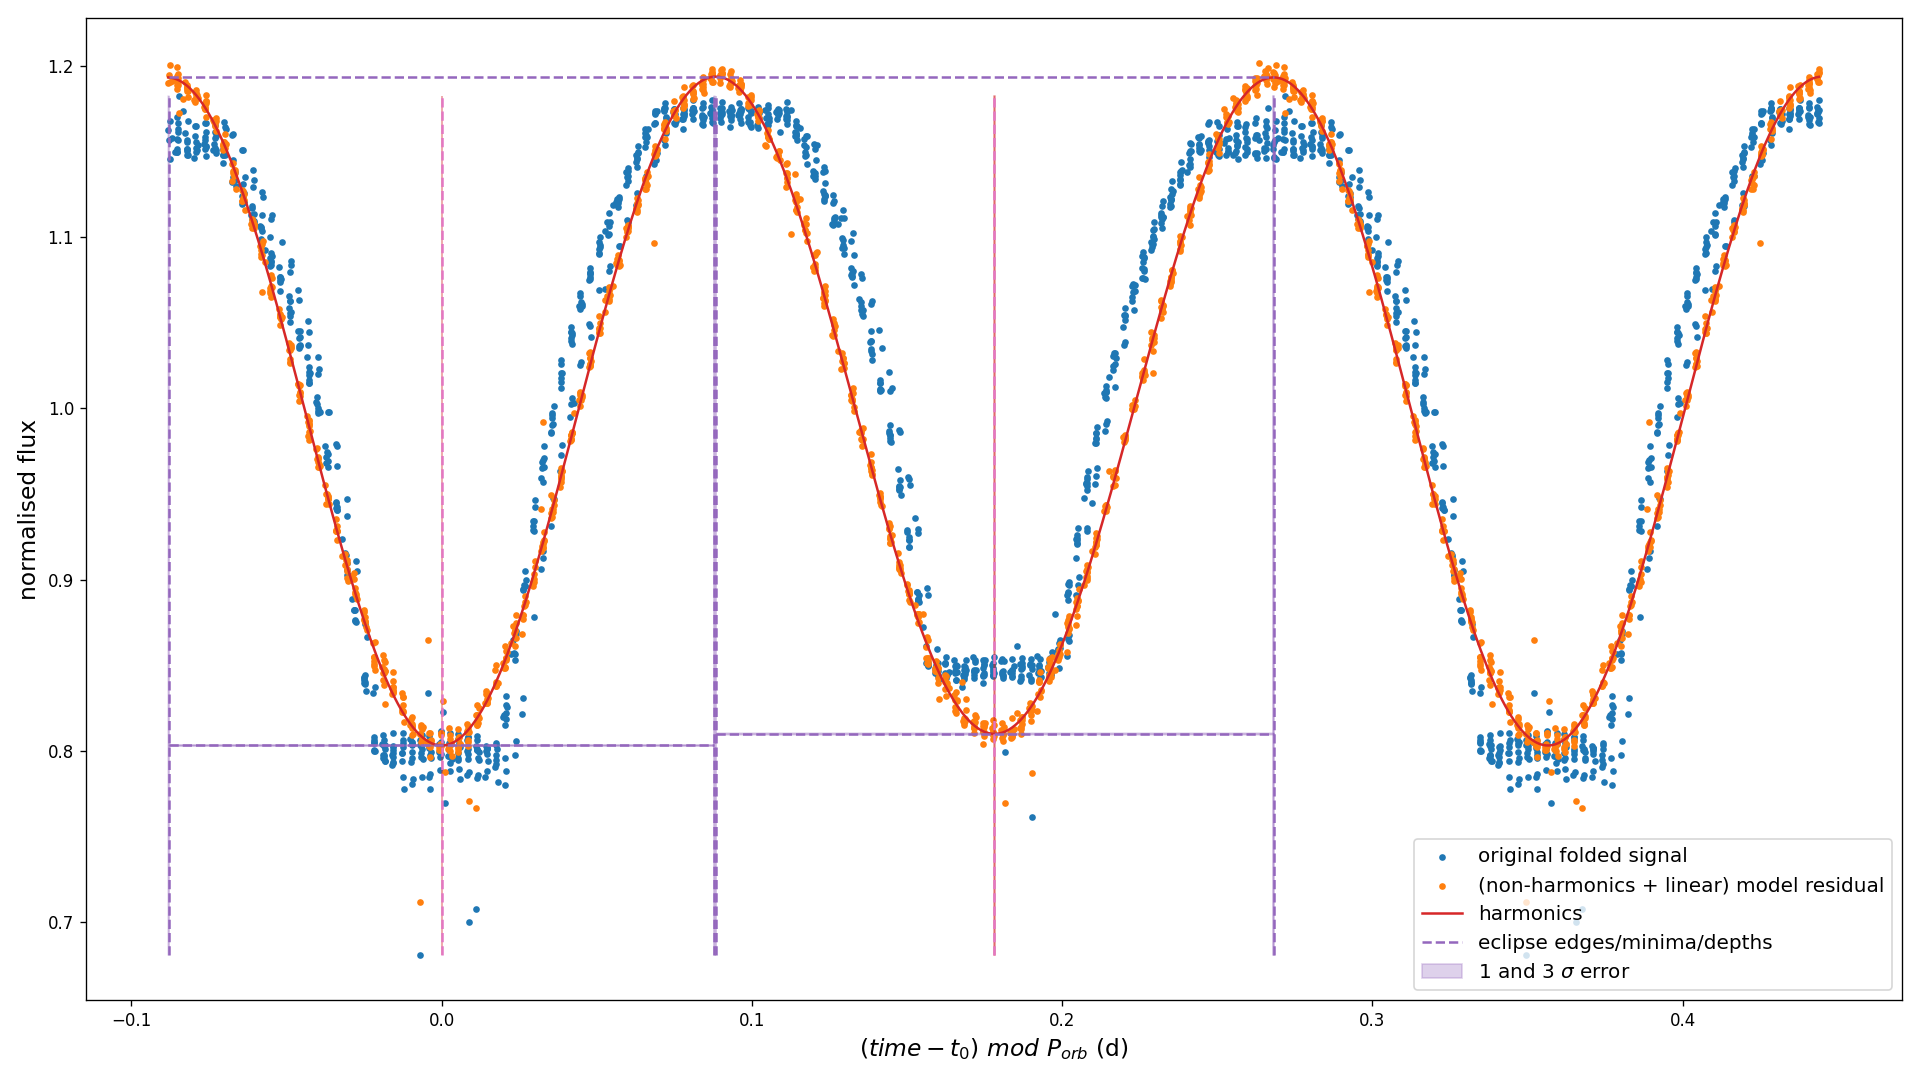 normalised flux
1.2
1.1
1.0
0.9
0.8
0.7
−0.1
0.0
0.1
0.2
0.3
0.4
(time − t₀) mod Pₒᵣb (d)
original folded signal
(non-harmonics + linear) model residual
harmonics
eclipse edges/minima/depths
1 and 3 σ error